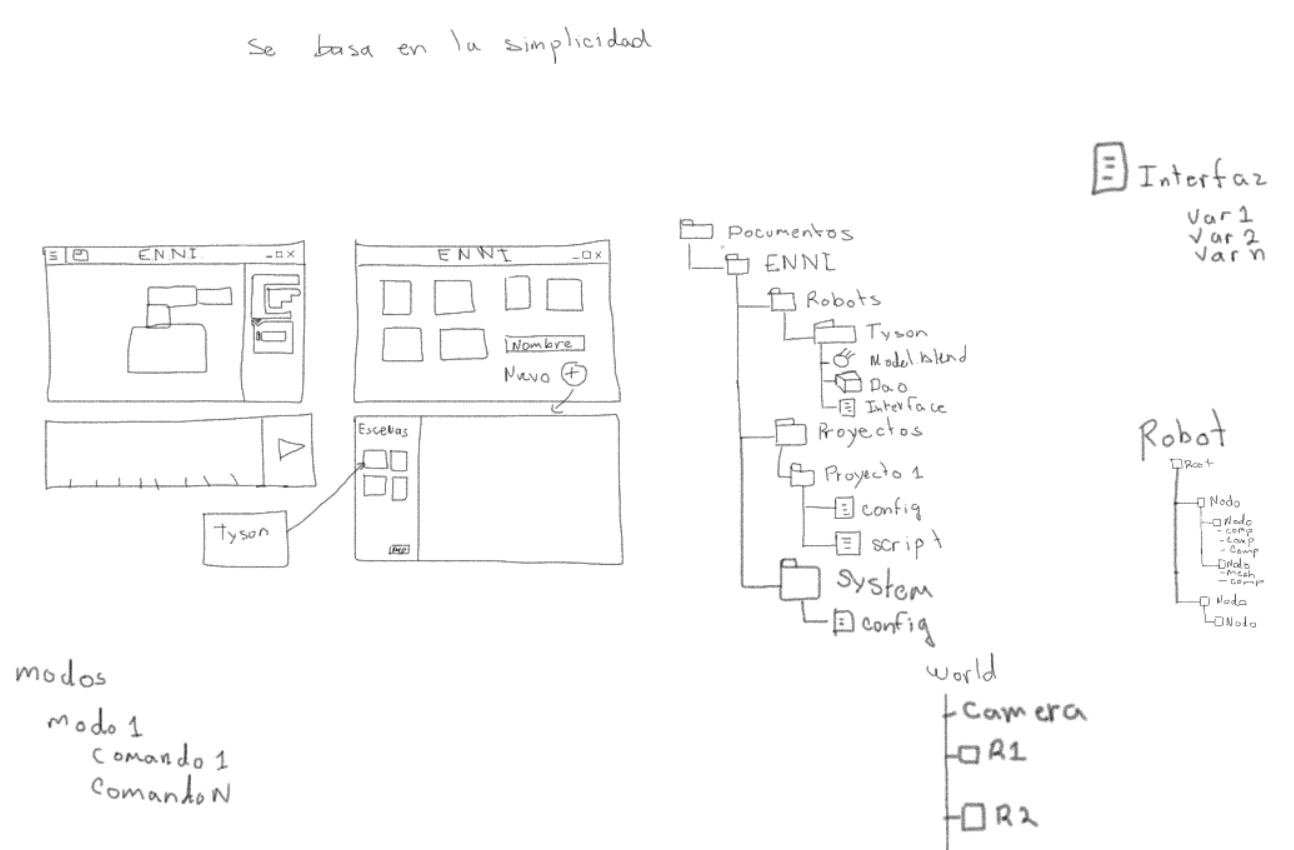 Se basa en la simplicidad
Interfaz
Var 1
Var 2
Var n
ENNI
ENNI
Nombre
Nuvo
Escenas
Tyson
Documentos
ENNI
Robots
Tyson
Model.blend
Dao
Interface
Proyectos
Proyecto 1
config
script
System
config
Robot
Root
Nodo
Nodo
- comp
- comp
- comp
Nodo
- mesh
- comp
Nodo
Nodo
modos
modo 1
Comando 1
Comando N
world
Camera
R1
R2